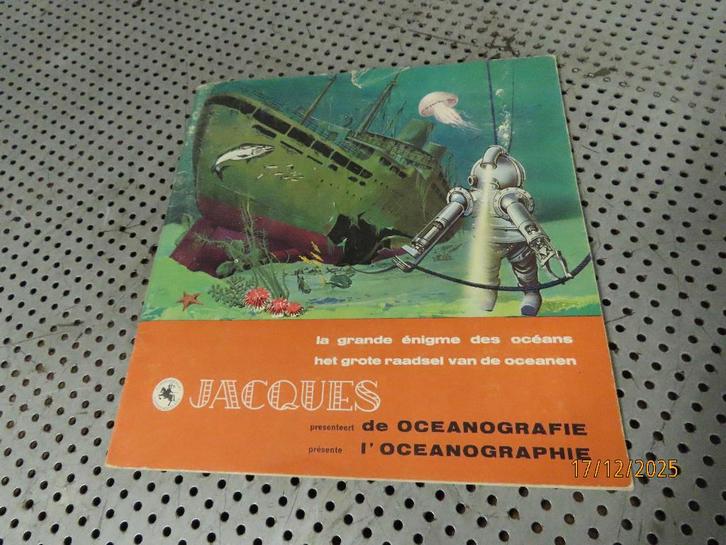 la grande énigme des océans
het grote raadsel van de oceanen
JACQUES
presenteert de OCEANOGRAFIE
présente l'OCEANOGRAPHIE
17/12/2025